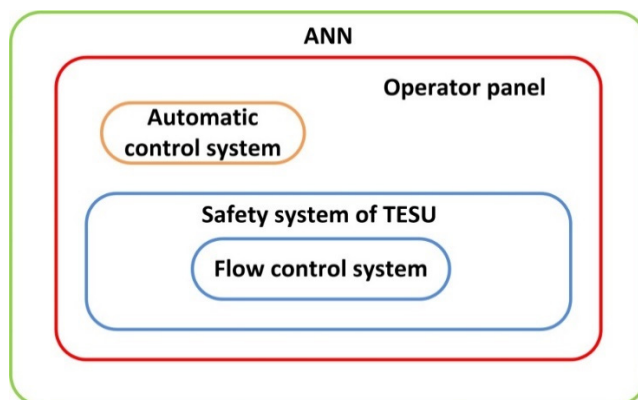 ANN
Operator panel
Automatic
control system
Safety system of TESU
Flow control system